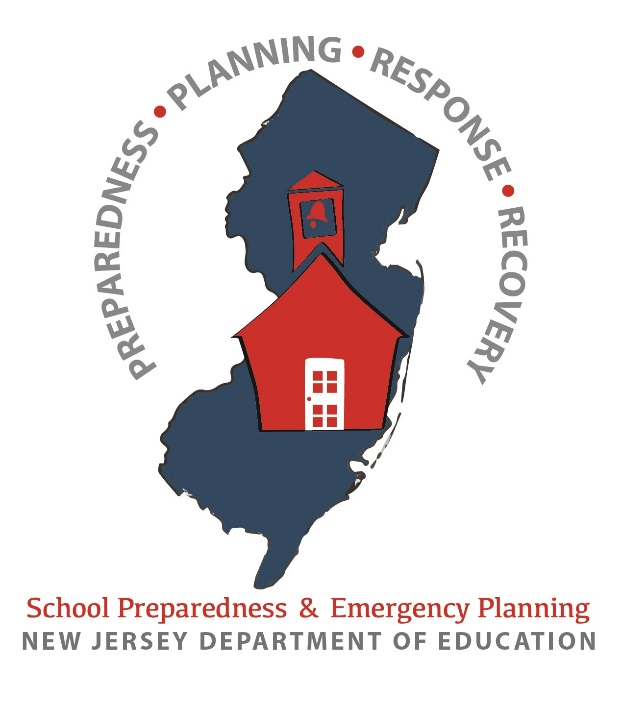 PREPAREDNESS • PLANNING • RESPONSE • RECOVERY
School Preparedness & Emergency Planning
NEW JERSEY DEPARTMENT OF EDUCATION